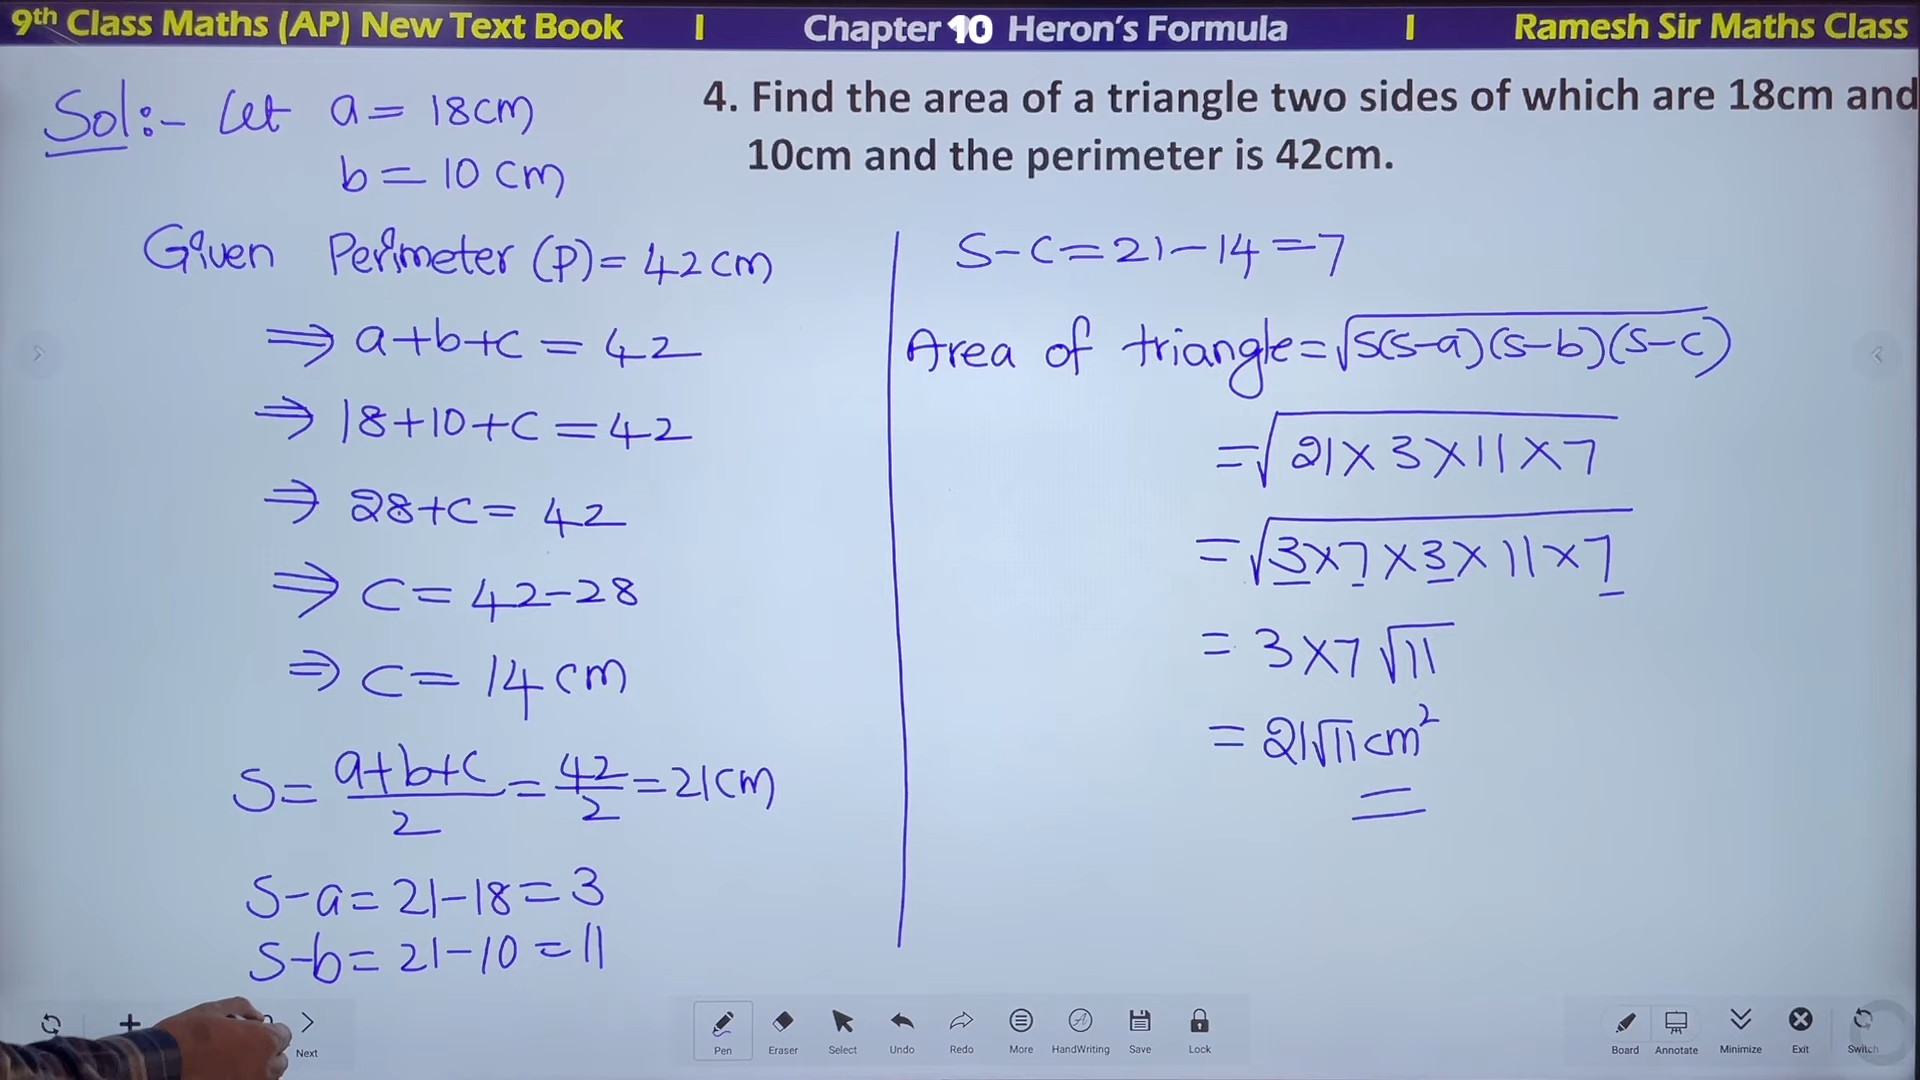 9th Class Maths (AP) New Text Book I Chapter 10 Heron's Formula I Ramesh Sir Maths Class
4. Find the area of a triangle two sides of which are 18cm and
10cm and the perimeter is 42cm.
Sol:- Let a = 18cm
b = 10 cm
Given Perimeter (P) = 42cm
⇒ a+b+c = 42
⇒ 18+10+c = 42
⇒ 28+c = 42
⇒ c = 42-28
⇒ c = 14 cm
S = (a+b+c)/2 = 42/2 = 21cm
S-a = 21-18 = 3
S-b = 21-10 = 11
S-c = 21-14 = 7
Area of triangle = √S(S-a)(S-b)(S-c)
= √21×3×11×7
= √3×7×3×11×7
= 3×7√11
= 21√11cm²
Next
Pen Eraser Select Undo Redo More HandWriting Save Lock
Board Annotate Minimize Exit Switch